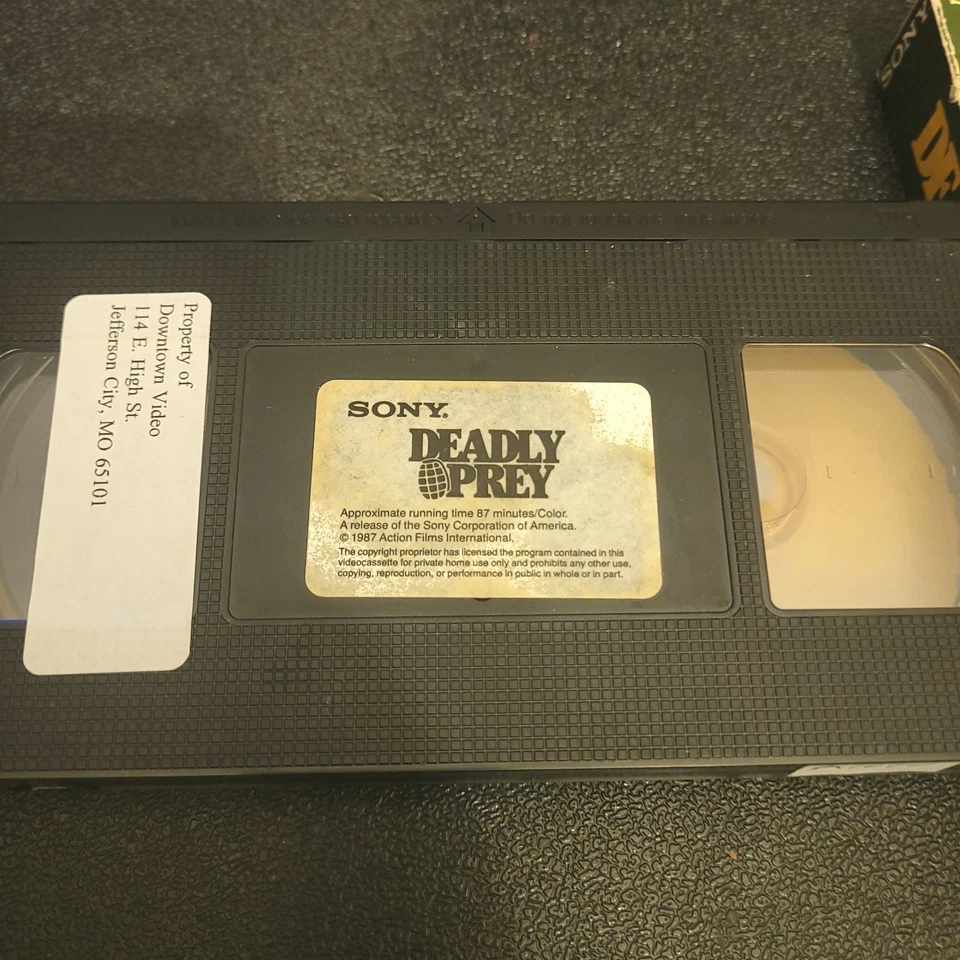 SONY
DE
Property of
Downtown Video
114 E. High St.
Jefferson City, MO 65101
SONY®
DEADLY
PREY
Approximate running time 87 minutes/Color.
A release of the Sony Corporation of America.
© 1987 Action Films International.
The copyright proprietor has licensed the program contained in this
videocassette for private home use only and prohibits any other use,
copying, reproduction, or performance in public in whole or in part.